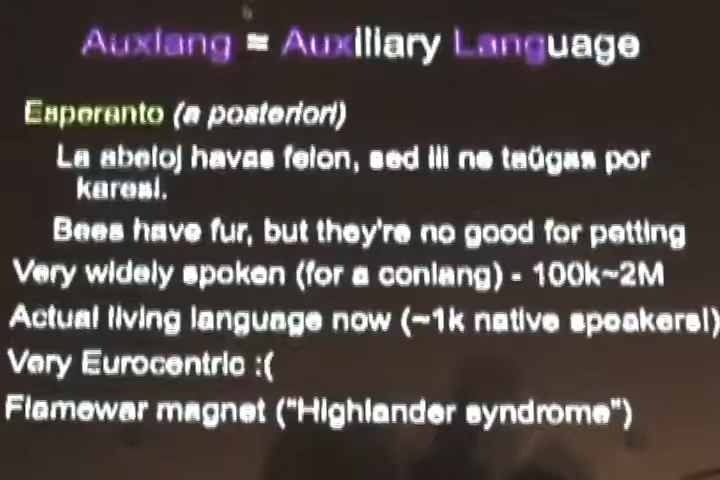 Auxlang = Auxiliary Language
Esperanto (a posteriori)
La abeloj havas felon, sed ili ne taŭgas por
karesi.
Bees have fur, but they're no good for petting
Very widely spoken (for a conlang) - 100k~2M
Actual living language now (~1k native speakers!)
Very Eurocentric :(
Flamewar magnet ("Highlander syndrome")